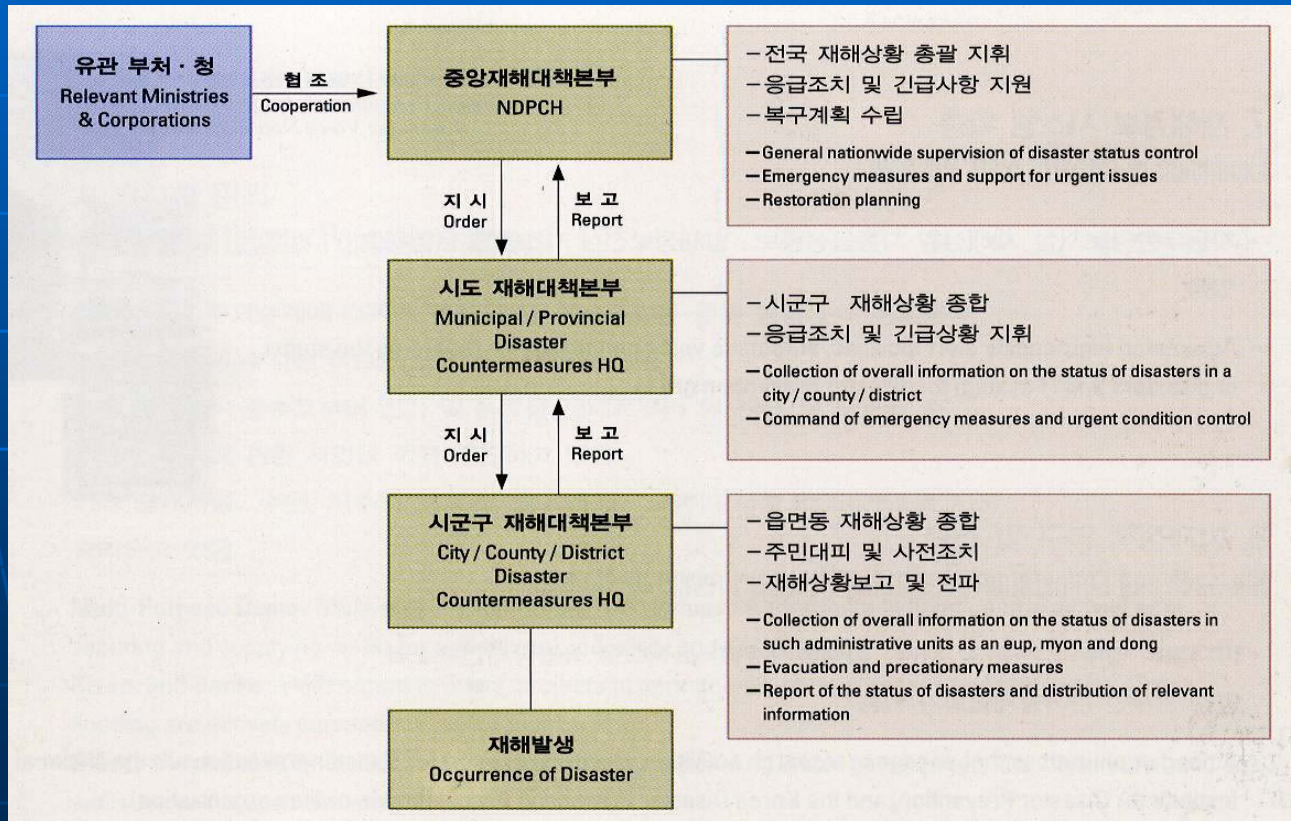 유관 부처 · 청
Relevant Ministries
& Corporations
협 조
Cooperation
중앙재해대책본부
NDPCH
– 전국 재해상황 총괄 지휘
– 응급조치 및 긴급사항 지원
– 복구계획 수립
– General nationwide supervision of disaster status control
– Emergency measures and support for urgent issues
– Restoration planning
지 시
Order
보 고
Report
시도 재해대책본부
Municipal / Provincial
Disaster
Countermeasures HQ
– 시군구 재해상황 종합
– 응급조치 및 긴급상황 지휘
– Collection of overall information on the status of disasters in a
city / county / district
– Command of emergency measures and urgent condition control
지 시
Order
보 고
Report
시군구 재해대책본부
City / County / District
Disaster
Countermeasures HQ
– 읍면동 재해상황 종합
– 주민대피 및 사전조치
– 재해상황보고 및 전파
– Collection of overall information on the status of disasters in
such administrative units as an eup, myon and dong
– Evacuation and precautionary measures
– Report of the status of disasters and distribution of relevant
information
재해발생
Occurrence of Disaster